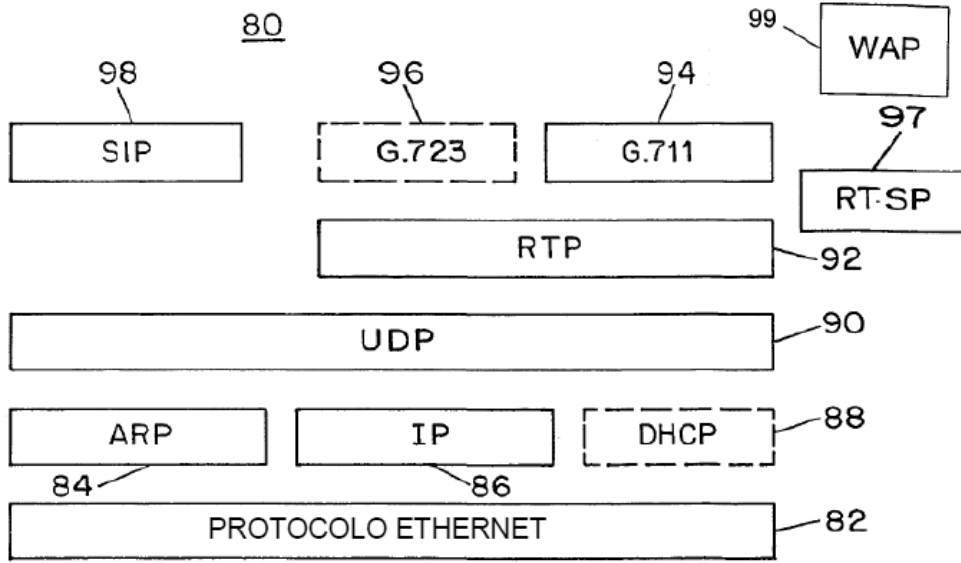 80
99
WAP
98
96
94
97
SIP
G.723
G.711
RT-SP
RTP
92
UDP
90
ARP
IP
DHCP
88
84
86
PROTOCOLO ETHERNET
82